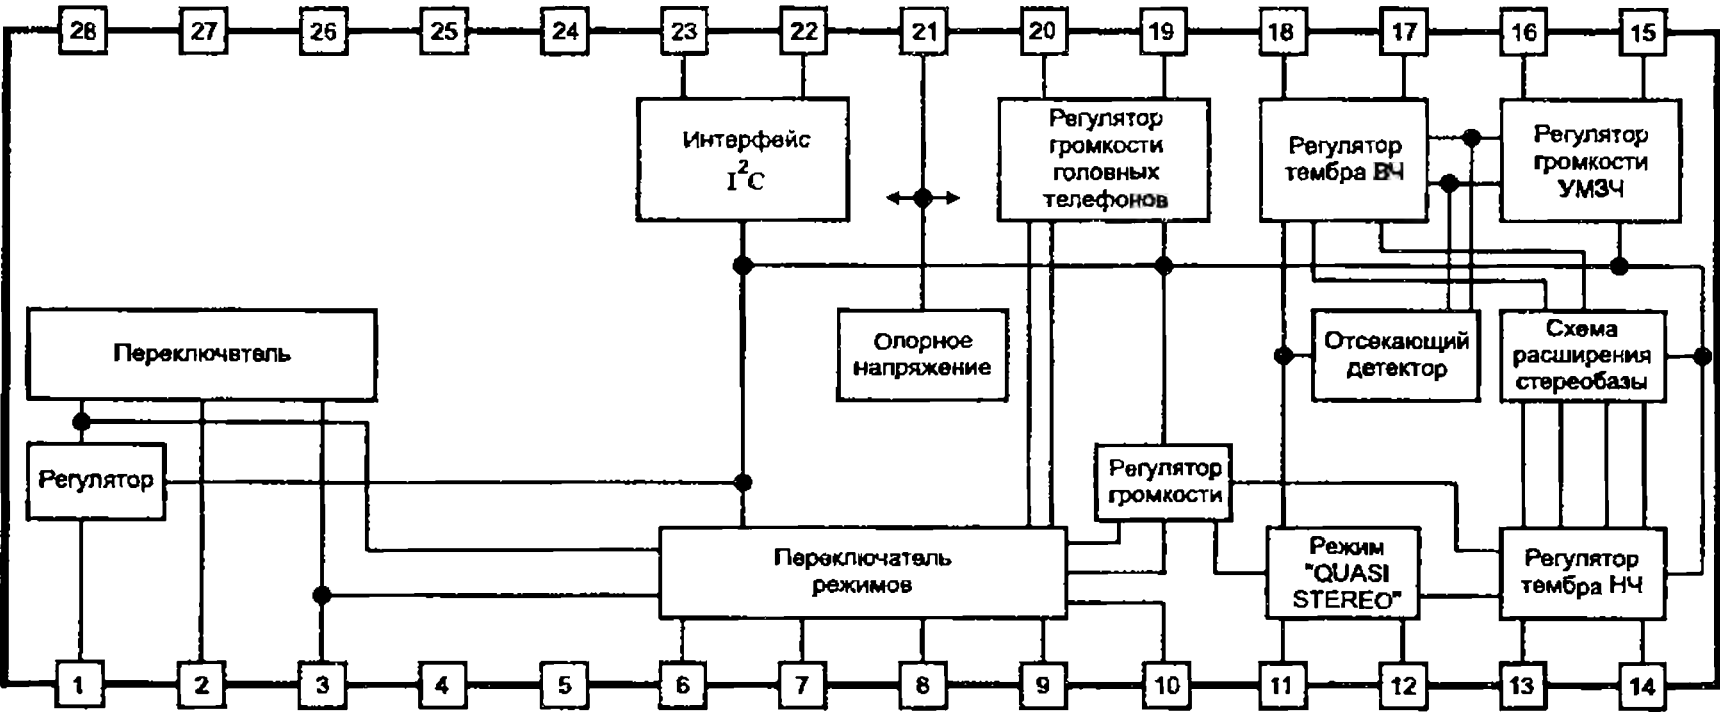 28 27 26 25 24 23 22 21 20 19 18 17 16 15
Интерфейс
I²C
Регулятор
громкости
головных
телефонов
Регулятор
тембра ВЧ
Регулятор
громкости
УМЗЧ
Переключатель
Опорное
напряжение
Отсекающий
детектор
Схема
расширения
стереобазы
Регулятор
Регулятор
громкости
Переключатель
режимов
Режим
"QUASI
STEREO"
Регулятор
тембра НЧ
1 2 3 4 5 6 7 8 9 10 11 12 13 14